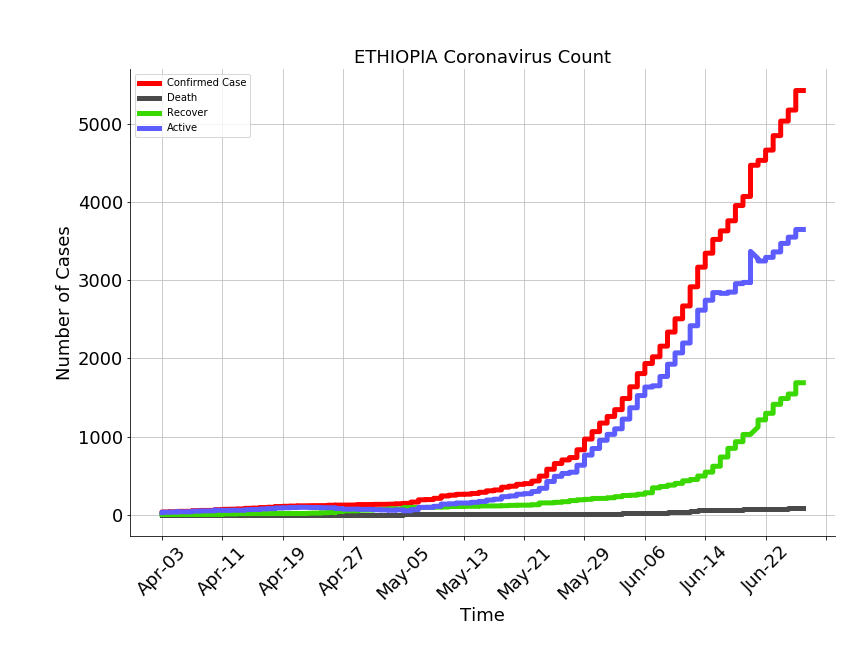 ETHIOPIA Coronavirus Count
Confirmed Case
Death
Recover
Active
Number of Cases
5000
4000
3000
2000
1000
0
Apr-03
Apr-11
Apr-19
Apr-27
May-05
May-13
May-21
May-29
Jun-06
Jun-14
Jun-22
Time